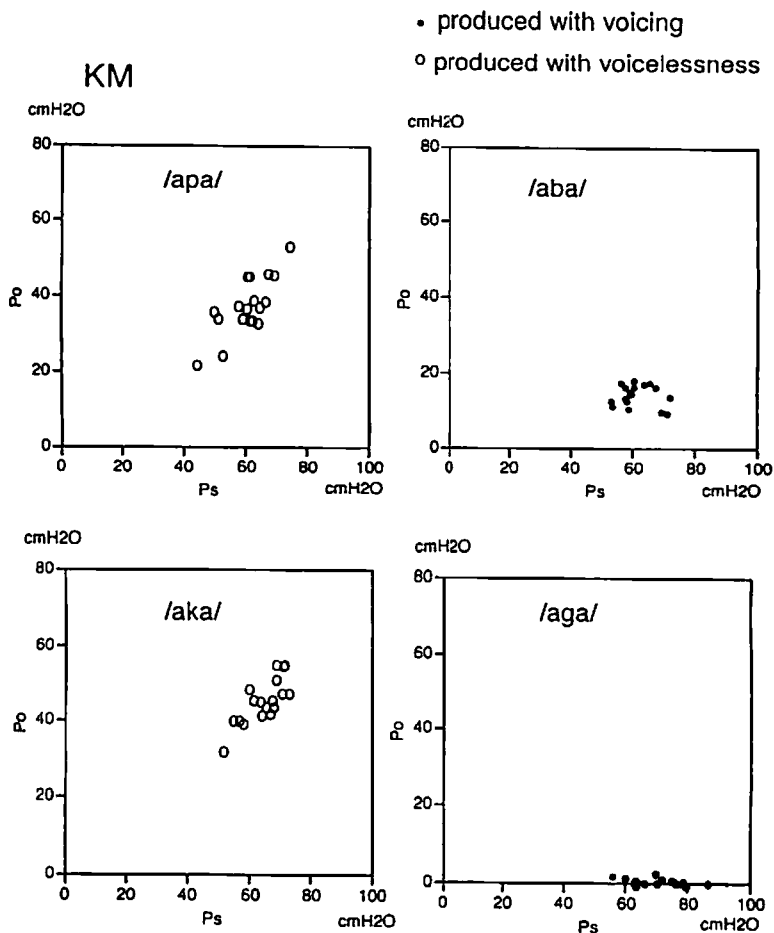 • produced with voicing
o produced with voicelessness
KM
cmH2O
80
60
40
20
0
Po
/apa/
0 20 40 60 80 100
Ps cmH2O
cmH2O
80
60
40
20
0
Po
/aba/
0 20 40 60 80 100
Ps cmH2O
cmH2O
80
60
40
20
0
Po
/aka/
0 20 40 60 80 100
Ps cmH2O
cmH2O
80
60
40
20
0
Po
/aga/
0 20 40 60 80 100
Ps cmH2O